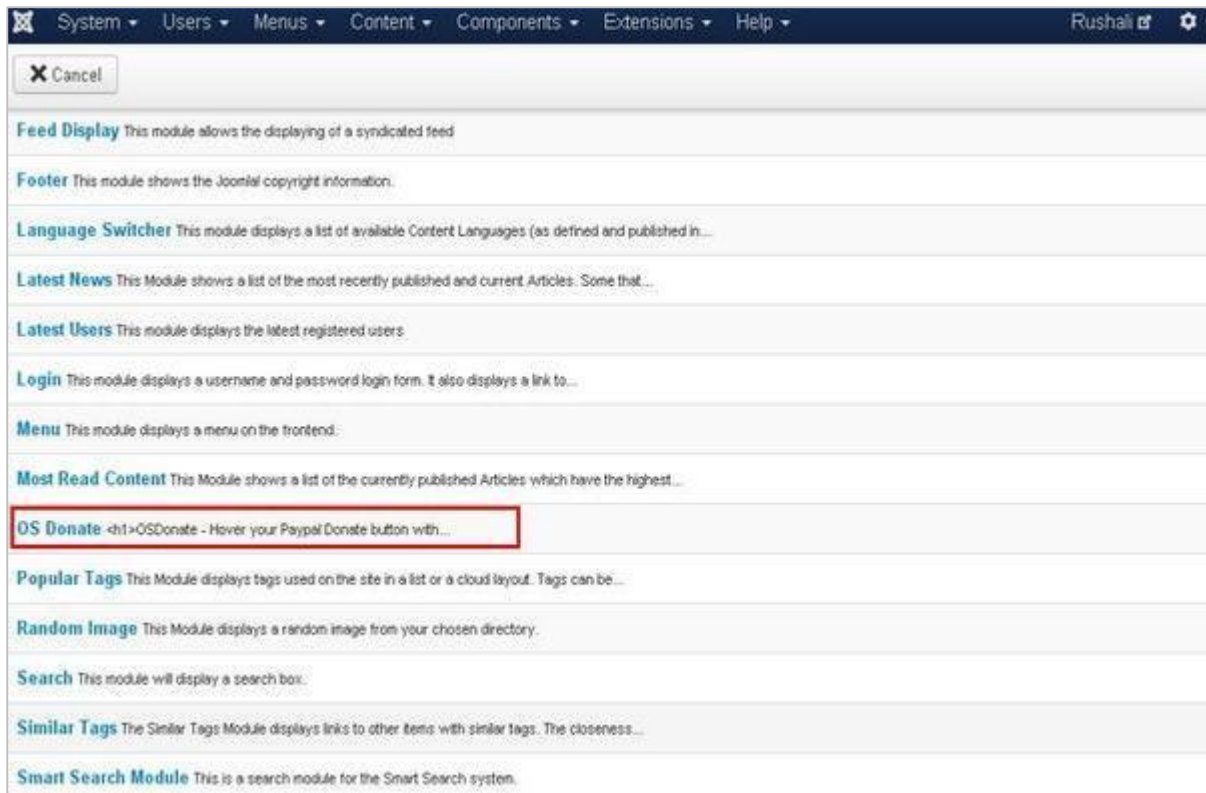 System Users Menus Content Components Extensions Help Rushali
Cancel
Feed Display This module allows the displaying of a syndicated feed
Footer This module shows the Joomla! copyright information.
Language Switcher This module displays a list of available Content Languages (as defined and published in...
Latest News This Module shows a list of the most recently published and current Articles. Some that...
Latest Users This module displays the latest registered users
Login This module displays a username and password login form. It also displays a link to...
Menu This module displays a menu on the frontend.
Most Read Content This Module shows a list of the currently published Articles which have the highest...
OS Donate <h1>OSDonate - Hover your Paypal Donate button with...
Popular Tags This Module displays tags used on the site in a list or a cloud layout. Tags can be...
Random Image This Module displays a random image from your chosen directory.
Search This module will display a search box.
Similar Tags The Similar Tags Module displays links to other items with similar tags. The closeness...
Smart Search Module This is a search module for the Smart Search system.